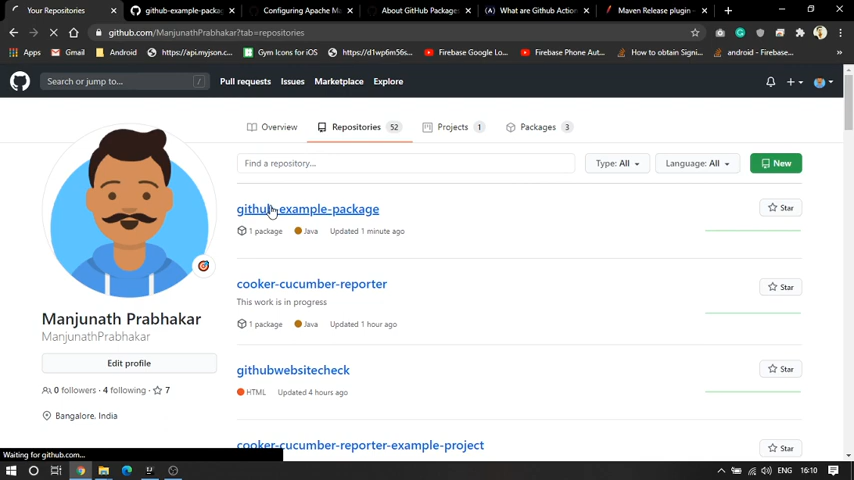 Your Repositories
github-example-packa
Configuring Apache M
About GitHub Packages
What are Github Action
Maven Release plugin -
github.com/ManjunathPrabhakar?tab=repositories
Apps
Gmail
Android
https://api.myjson.c...
Gym Icons for iOS
https://d1wp6m56s...
Firebase Google Lo...
Firebase Phone Aut...
How to obtain Signi...
android - Firebase...
Search or jump to...
/
Pull requests
Issues
Marketplace
Explore
Overview
Repositories 52
Projects 1
Packages 3
Find a repository...
Type: All
Language: All
New
github-example-package
Star
1 package
Java
Updated 1 minute ago
cooker-cucumber-reporter
Star
This work is in progress
1 package
Java
Updated 1 hour ago
Manjunath Prabhakar
ManjunathPrabhakar
Edit profile
0 followers · 4 following · 7
Bangalore, India
githubwebsitecheck
Star
HTML
Updated 4 hours ago
cooker-cucumber-reporter-example-project
Star
Waiting for github.com...
ENG
16:10